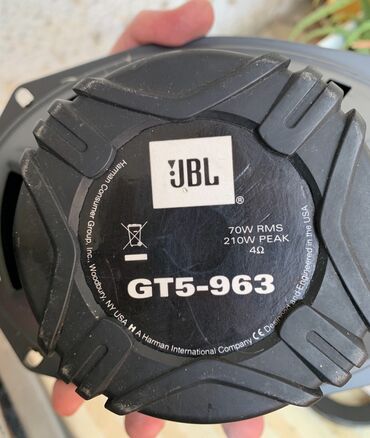 JBL®
70W RMS
210W PEAK
4Ω
GT5-963
Harman Consumer Group, Inc., Woodbury, NY USA H A Harman International Company CE Designed and Engineered in the USA